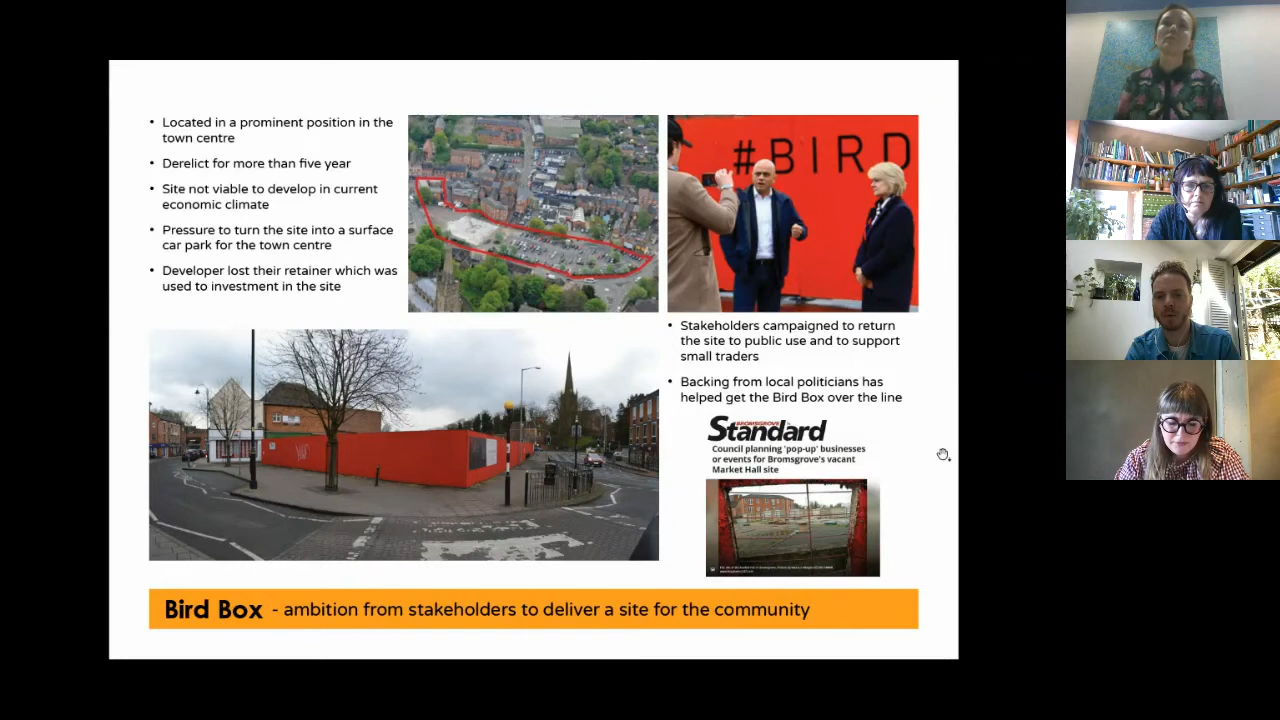 • Located in a prominent position in the
town centre
• Derelict for more than five year
• Site not viable to develop in current
economic climate
• Pressure to turn the site into a surface
car park for the town centre
• Developer lost their retainer which was
used to investment in the site
#BIRD
• Stakeholders campaigned to return
the site to public use and to support
small traders
• Backing from local politicians has
helped get the Bird Box over the line
BROMSGROVE
Standard
Council planning 'pop-up' businesses
or events for Bromsgrove's vacant
Market Hall site
Bird Box - ambition from stakeholders to deliver a site for the community